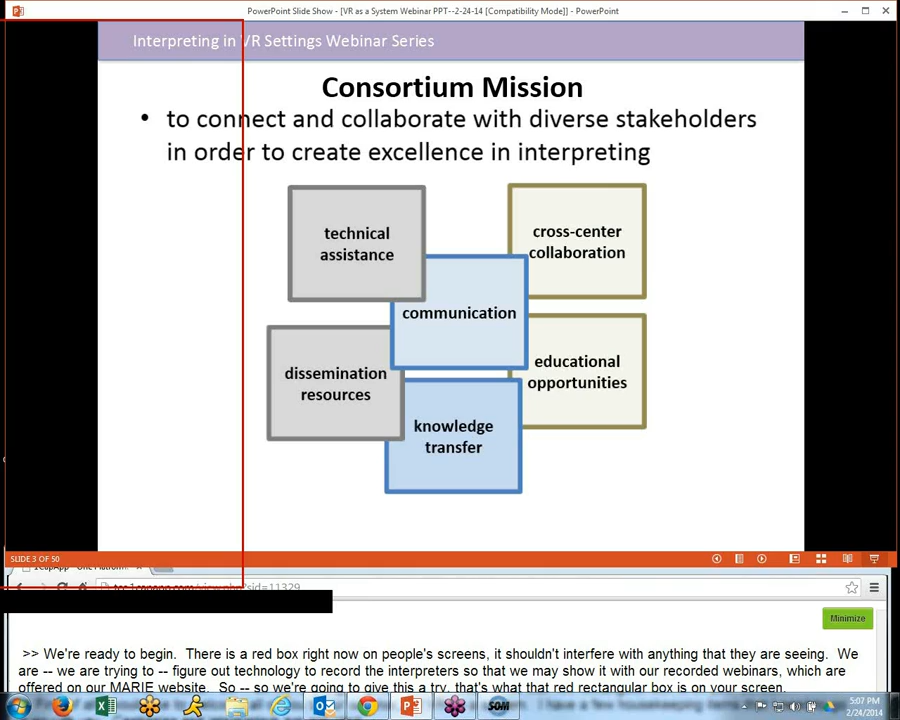 PowerPoint Slide Show - [VR as a System Webinar PPT--2-24-14 [Compatibility Mode]] - PowerPoint
Interpreting in VR Settings Webinar Series
Consortium Mission
• to connect and collaborate with diverse stakeholders
in order to create excellence in interpreting
technical
assistance
cross-center
collaboration
communication
dissemination
resources
educational
opportunities
knowledge
transfer
SLIDE 3 OF 50
Minimize
>> We're ready to begin. There is a red box right now on people's screens, it shouldn't interfere with anything that they are seeing. We
are -- we are trying to -- figure out technology to record the interpreters so that we may show it with our recorded webinars, which are
offered on our MARIE website. So -- so we're going to give this a try, that's what that red rectangular box is on your screen.
I have a few housekeeping items
SOM
5:07 PM
2/24/2014